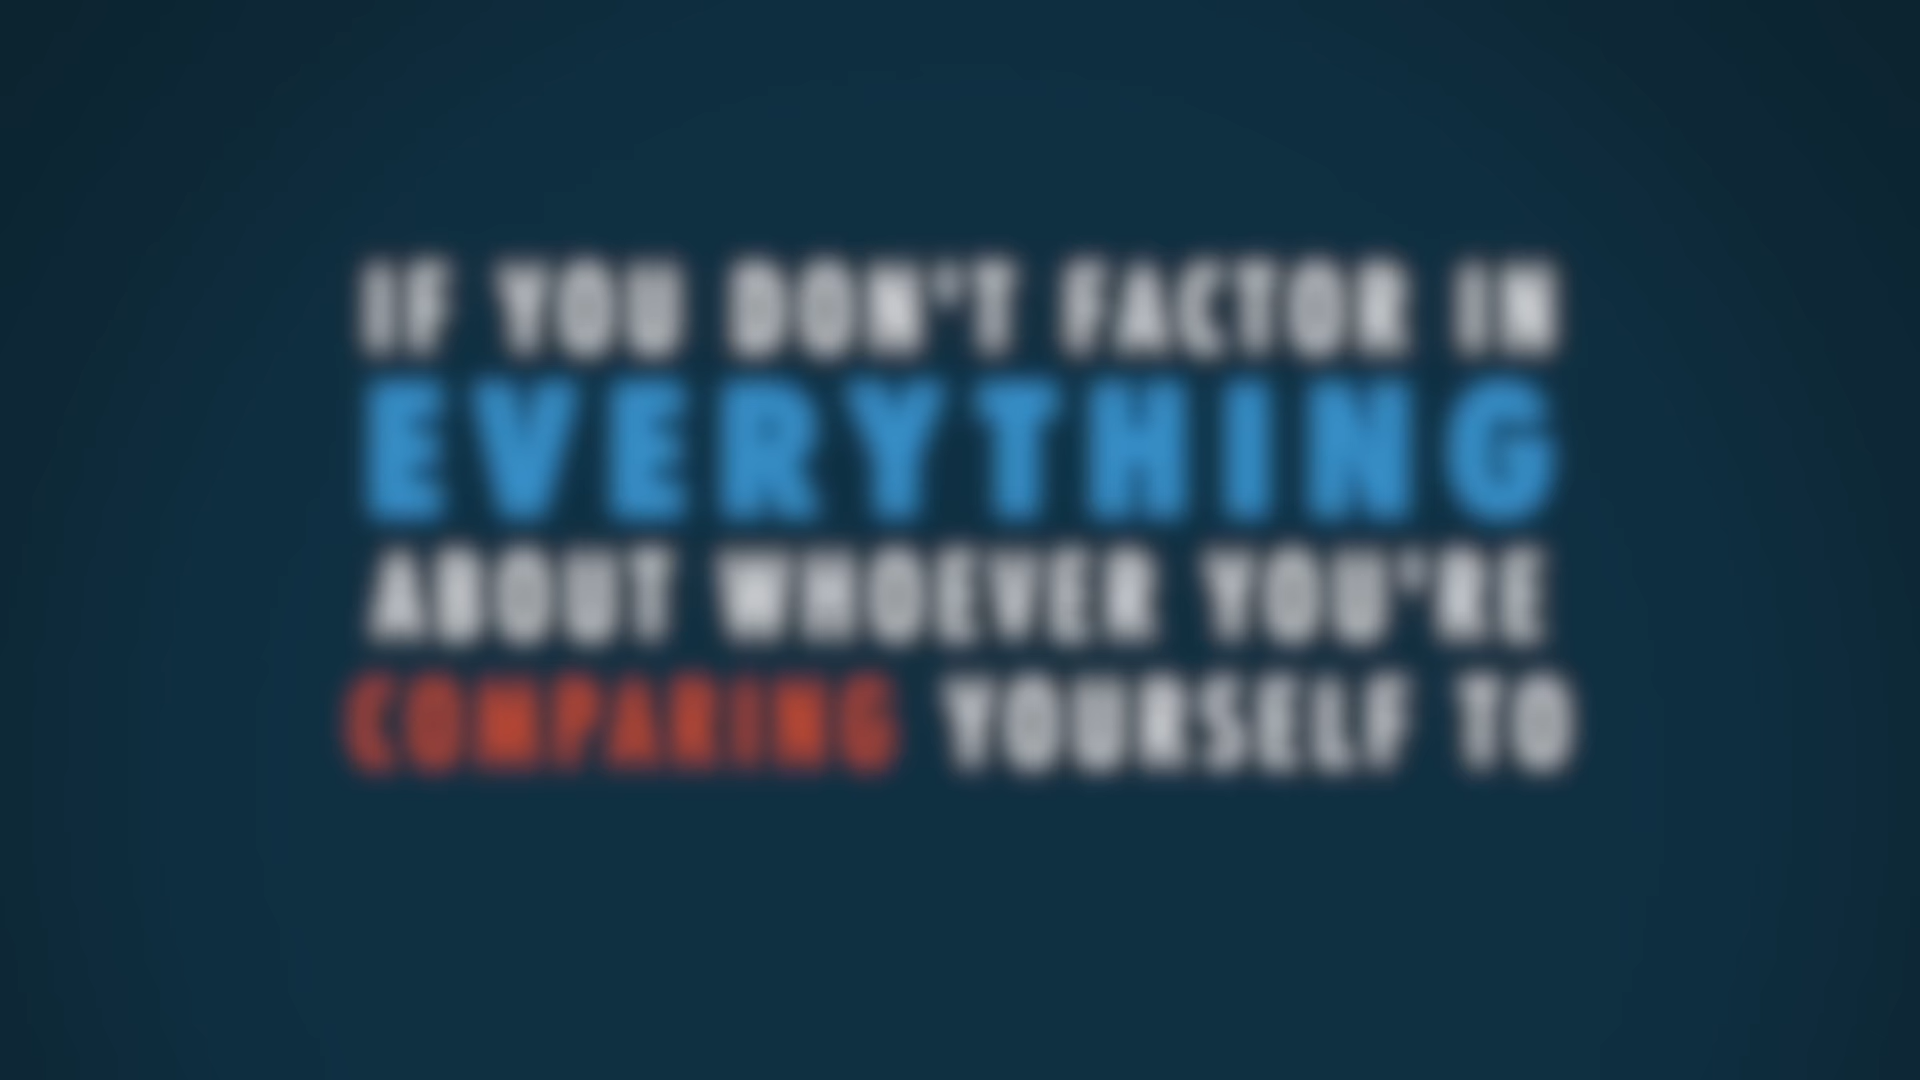 IF YOU DON'T FACTOR IN
EVERYTHING
ABOUT WHOEVER YOU'RE
COMPARING YOURSELF TO